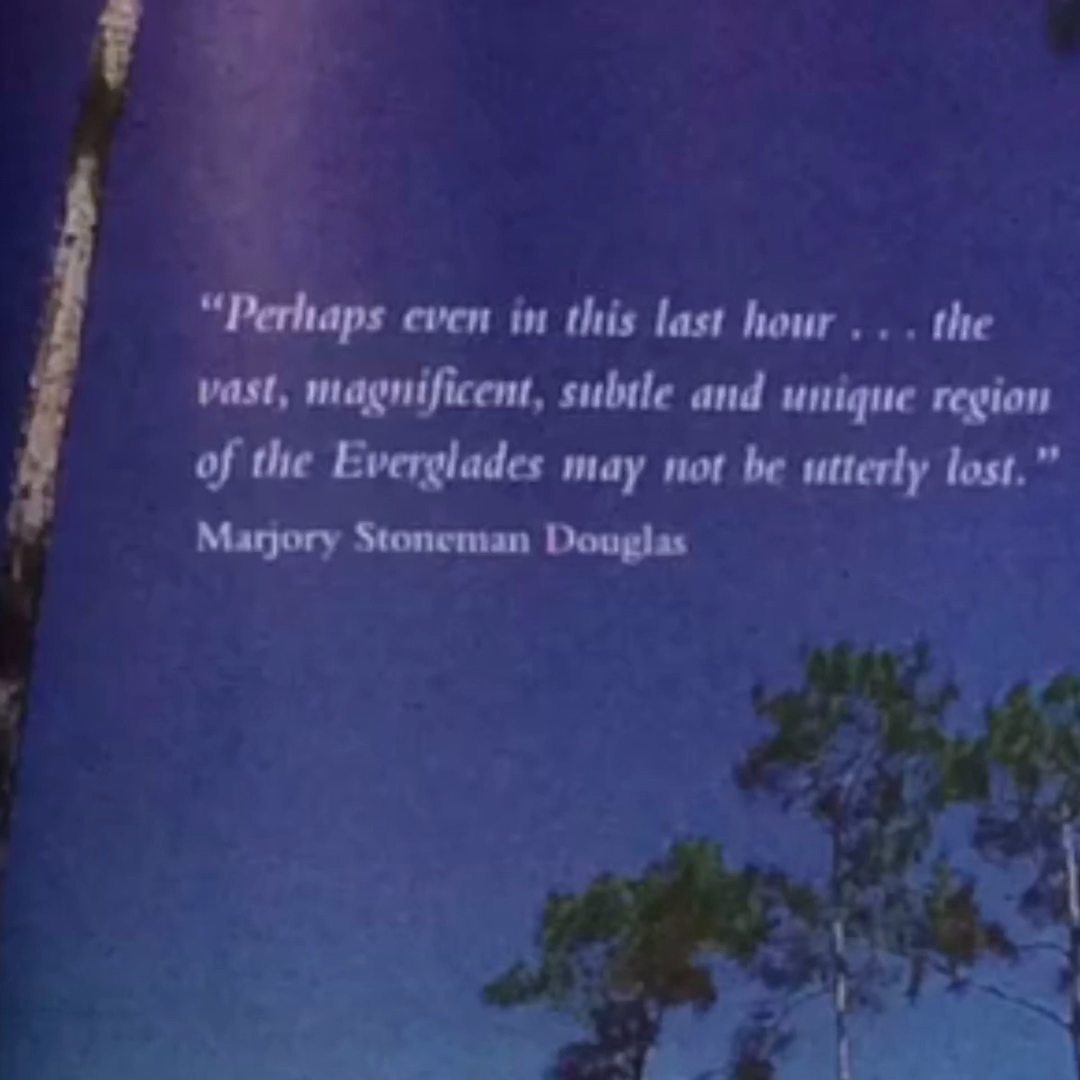 “Perhaps even in this last hour . . . the
vast, magnificent, subtle and unique region
of the Everglades may not be utterly lost.”
Marjory Stoneman Douglas